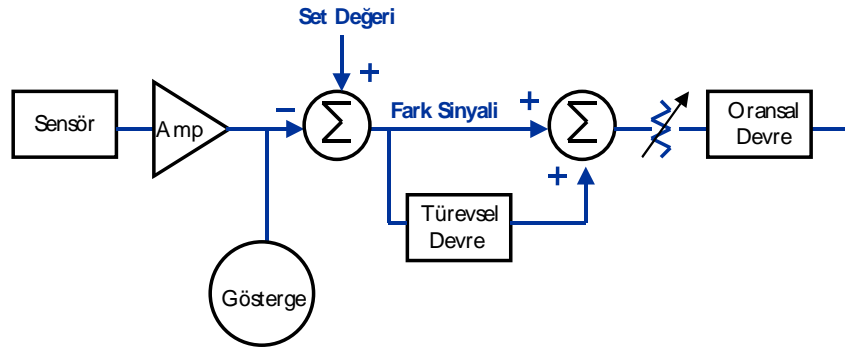 Set Değeri
+
Sensör
Amp
−
Σ
Fark Sinyali
+
Σ
+
Oransal
Devre
Türevsel
Devre
Gösterge